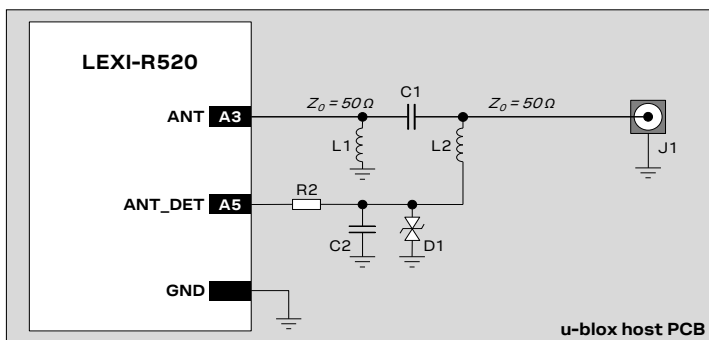 LEXI-R520
ANT A3
Z₀ = 50 Ω
C1
Z₀ = 50 Ω
L1
L2
J1
ANT_DET A5
R2
C2
D1
GND
u-blox host PCB